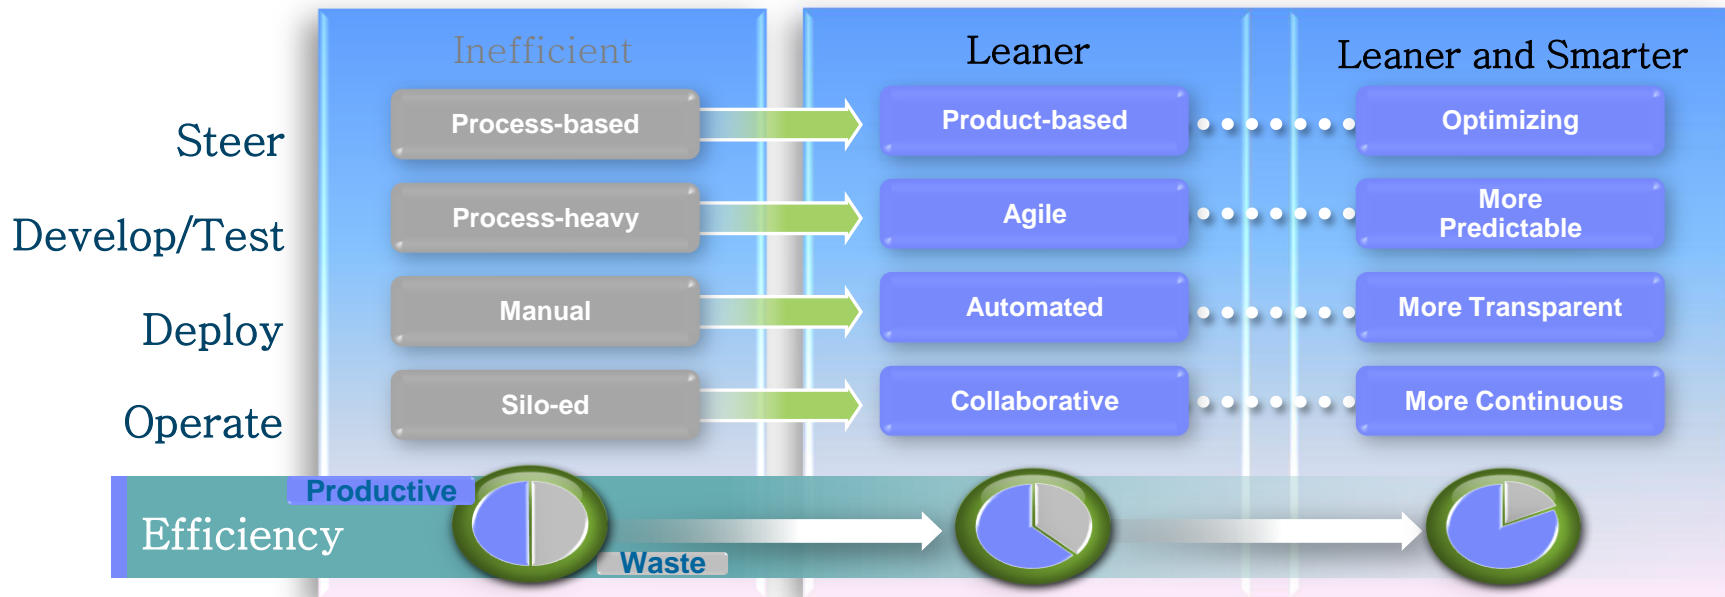 Inefficient
Leaner
Leaner and Smarter
Steer
Process-based
Product-based
Optimizing
Develop/Test
Process-heavy
Agile
More
Predictable
Deploy
Manual
Automated
More Transparent
Operate
Silo-ed
Collaborative
More Continuous
Productive
Efficiency
Waste